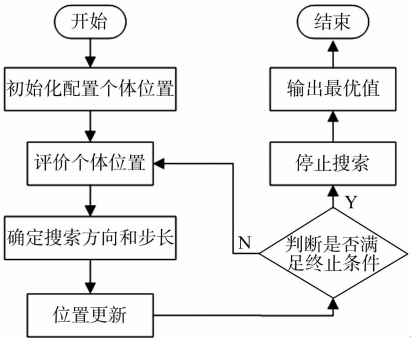 开始
初始化配置个体位置
评价个体位置
确定搜索方向和步长
位置更新
结束
输出最优值
停止搜索
Y
N
判断是否满
足终止条件